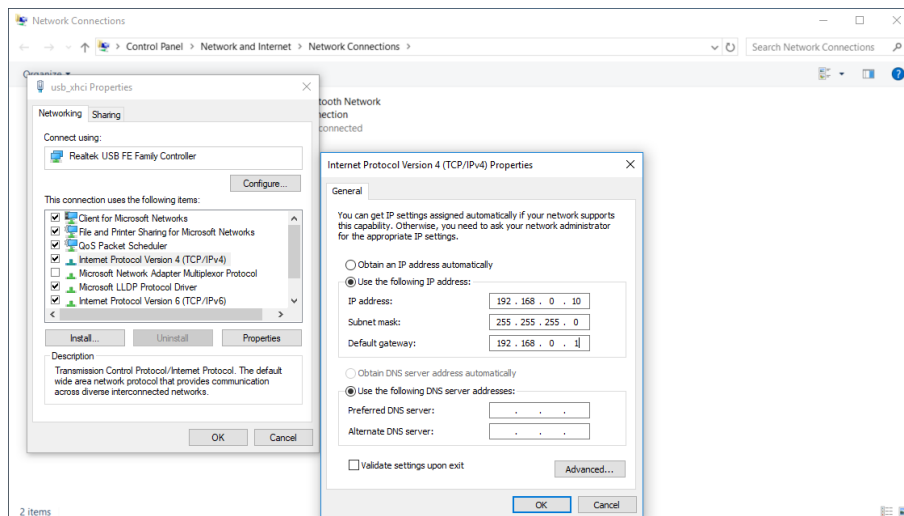 Network Connections
Control Panel > Network and Internet > Network Connections >
Search Network Connections
Organize
usb_xhci Properties
Networking
Sharing
Connect using:
Realtek USB FE Family Controller
Configure...
This connection uses the following items:
Client for Microsoft Networks
File and Printer Sharing for Microsoft Networks
QoS Packet Scheduler
Internet Protocol Version 4 (TCP/IPv4)
Microsoft Network Adapter Multiplexor Protocol
Microsoft LLDP Protocol Driver
Internet Protocol Version 6 (TCP/IPv6)
Install...
Uninstall
Properties
Description
Transmission Control Protocol/Internet Protocol. The default
wide area network protocol that provides communication
across diverse interconnected networks.
OK
Cancel
tooth Network
nection
connected
Internet Protocol Version 4 (TCP/IPv4) Properties
General
You can get IP settings assigned automatically if your network supports
this capability. Otherwise, you need to ask your network administrator
for the appropriate IP settings.
Obtain an IP address automatically
Use the following IP address:
IP address: 192 . 168 . 0 . 10
Subnet mask: 255 . 255 . 255 . 0
Default gateway: 192 . 168 . 0 . 1
Obtain DNS server address automatically
Use the following DNS server addresses:
Preferred DNS server: . . .
Alternate DNS server: . . .
Validate settings upon exit
Advanced...
OK
Cancel
2 items